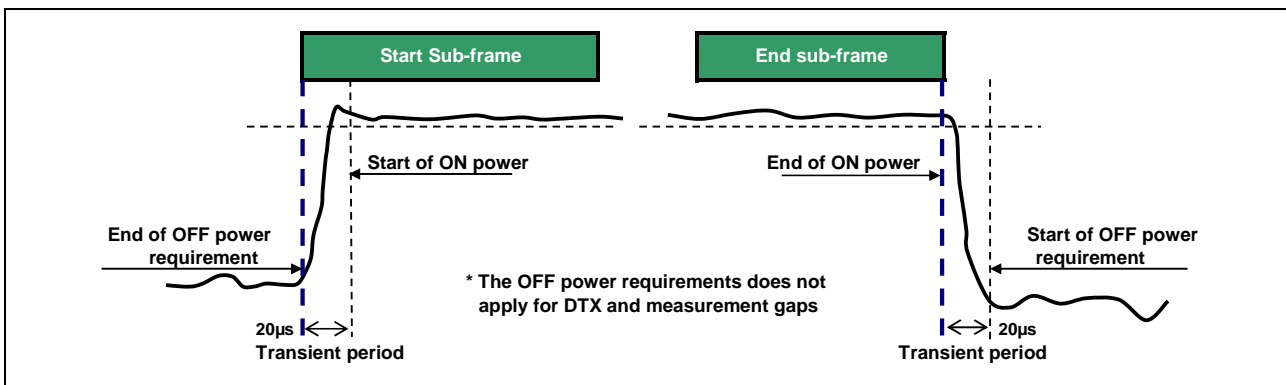 Start Sub-frame
End sub-frame
Start of ON power
End of ON power
End of OFF power
requirement
Start of OFF power
requirement
* The OFF power requirements does not
apply for DTX and measurement gaps
20µs
Transient period
20µs
Transient period